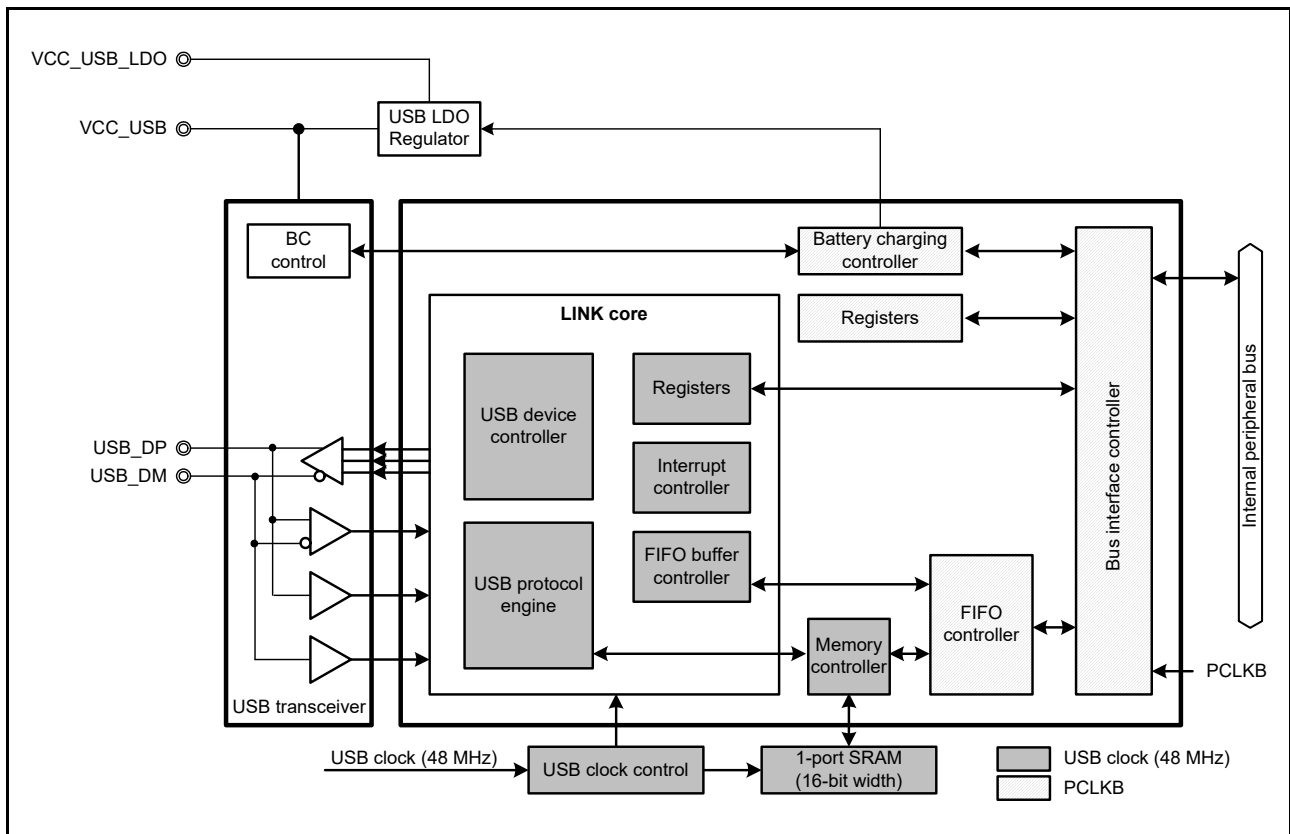 VCC_USB_LDO
VCC_USB
USB LDO
Regulator
BC
control
Battery charging
controller
LINK core
Registers
Registers
USB device
controller
Interrupt
controller
USB_DP
USB_DM
FIFO buffer
controller
USB protocol
engine
FIFO
controller
Memory
controller
Bus interface controller
Internal peripheral bus
PCLKB
USB transceiver
USB clock (48 MHz)
USB clock control
1-port SRAM
(16-bit width)
USB clock (48 MHz)
PCLKB